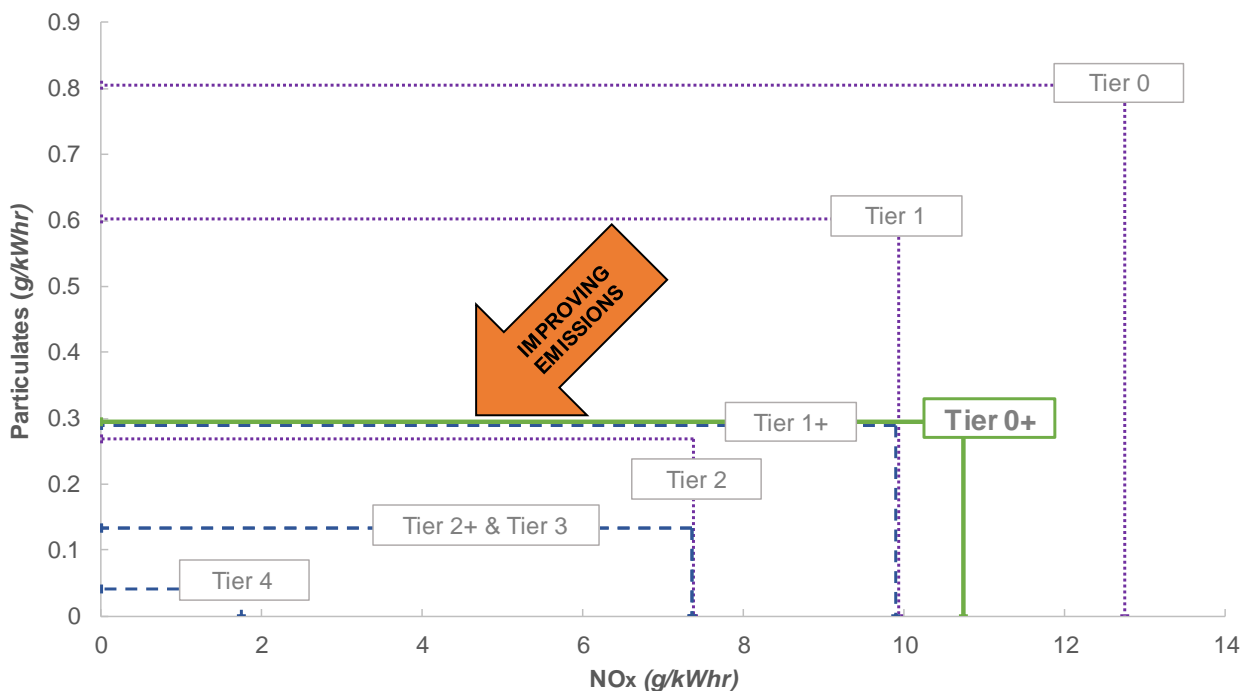 0.9
0.8
0.7
0.6
0.5
0.4
0.3
0.2
0.1
0
Particulates (g/kWhr)
Tier 0
Tier 1
IMPROVING
EMISSIONS
Tier 1+
Tier 0+
Tier 2
Tier 2+ & Tier 3
Tier 4
0 2 4 6 8 10 12 14
NOx (g/kWhr)